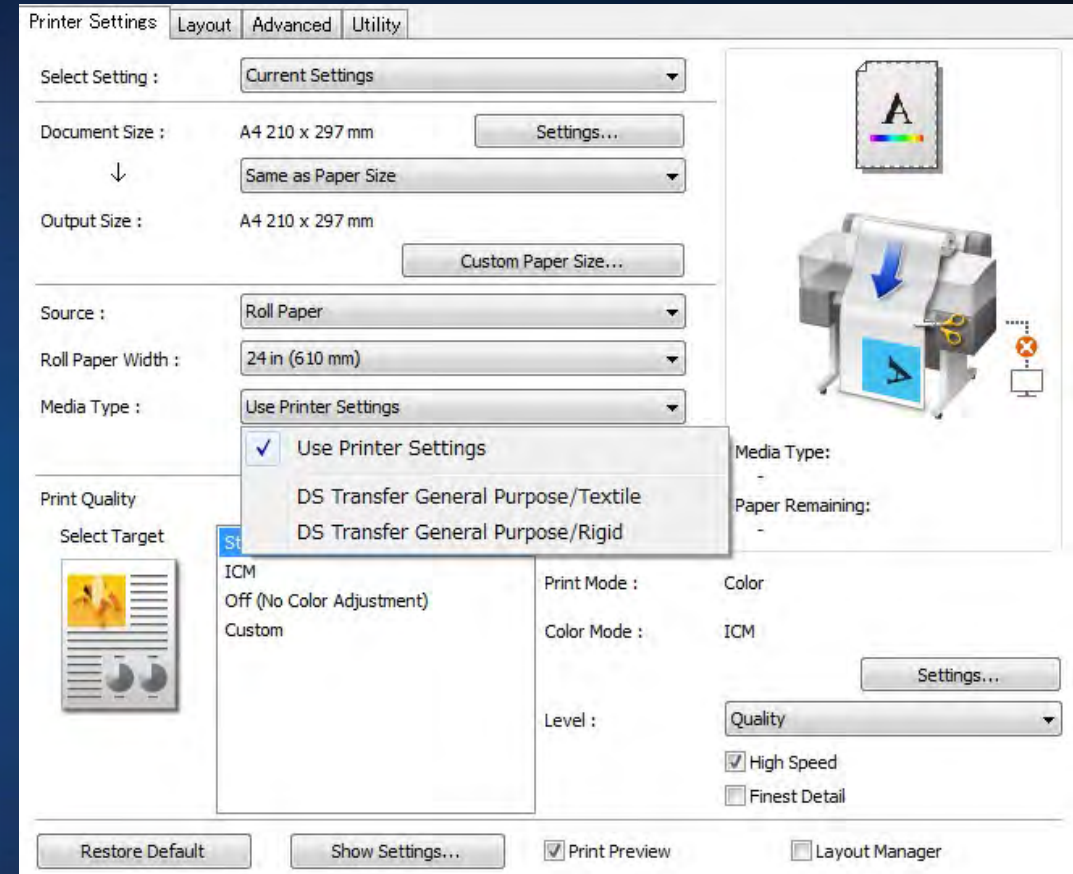 Printer Settings Layout Advanced Utility
Select Setting : Current Settings
Document Size : A4 210 x 297 mm Settings...
↓ Same as Paper Size
Output Size : A4 210 x 297 mm
Custom Paper Size...
Source : Roll Paper
Roll Paper Width : 24 in (610 mm)
Media Type : Use Printer Settings
✓ Use Printer Settings
DS Transfer General Purpose/Textile
DS Transfer General Purpose/Rigid
A
A
Media Type:
-
Paper Remaining:
-
Print Quality
Select Target
ICM
Off (No Color Adjustment)
Custom
Print Mode : Color
Color Mode : ICM
Settings...
Level : Quality
High Speed
Finest Detail
Restore Default Show Settings... Print Preview Layout Manager